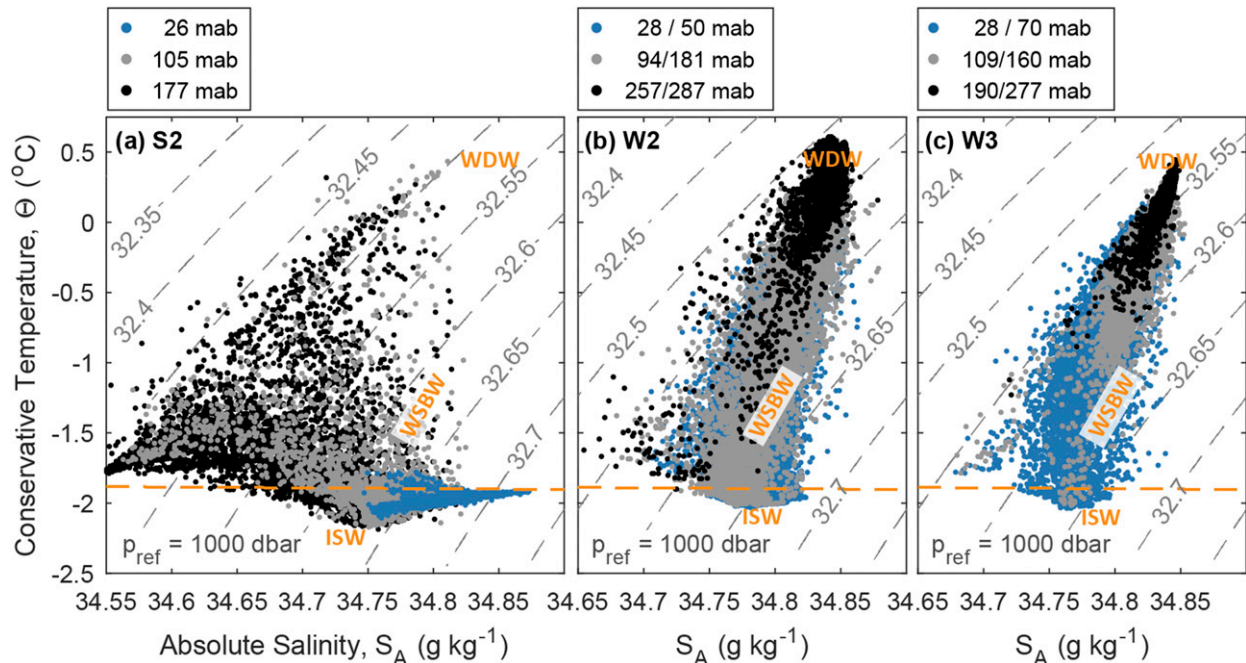 26 mab
105 mab
177 mab
28 / 50 mab
94/181 mab
257/287 mab
28 / 70 mab
109/160 mab
190/277 mab
(a) S2
32.35
32.4
32.45
32.55
32.6
32.65
32.7
WDW
WSBW
ISW
p_ref = 1000 dbar
0.5
0
-0.5
-1
-1.5
-2
-2.5
Conservative Temperature, Θ (°C)
34.55
34.6
34.65
34.7
34.75
34.8
34.85
Absolute Salinity, S_A (g kg⁻¹)
(b) W2
32.4
32.45
32.5
32.6
32.65
32.7
WDW
WSBW
ISW
p_ref = 1000 dbar
34.65
34.7
34.75
34.8
34.85
S_A (g kg⁻¹)
(c) W3
32.4
32.45
32.5
32.55
32.6
32.65
32.7
WDW
WSBW
ISW
p_ref = 1000 dbar
34.65
34.7
34.75
34.8
34.85
S_A (g kg⁻¹)